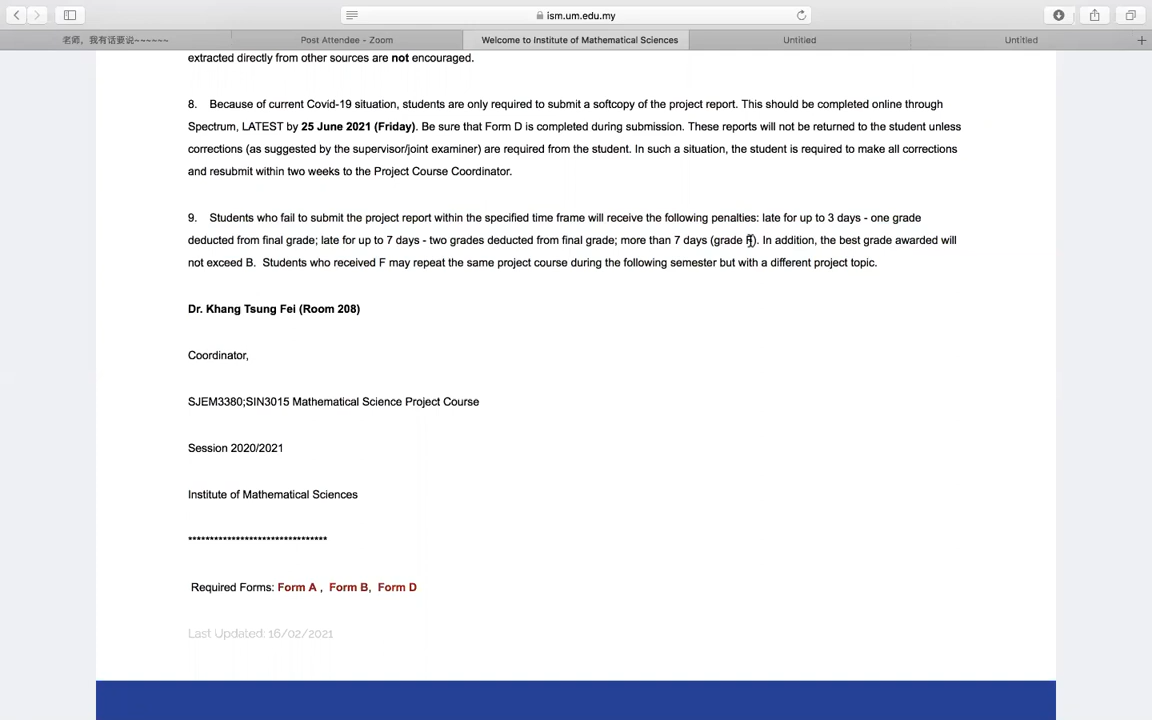 ism.um.edu.my
老师，我有话要说~~~~~~
Post Attendee - Zoom
Welcome to Institute of Mathematical Sciences
Untitled
Untitled
extracted directly from other sources are not encouraged.
8. Because of current Covid-19 situation, students are only required to submit a softcopy of the project report. This should be completed online through
Spectrum, LATEST by 25 June 2021 (Friday). Be sure that Form D is completed during submission. These reports will not be returned to the student unless
corrections (as suggested by the supervisor/joint examiner) are required from the student. In such a situation, the student is required to make all corrections
and resubmit within two weeks to the Project Course Coordinator.
9. Students who fail to submit the project report within the specified time frame will receive the following penalties: late for up to 3 days - one grade
deducted from final grade; late for up to 7 days - two grades deducted from final grade; more than 7 days (grade F). In addition, the best grade awarded will
not exceed B. Students who received F may repeat the same project course during the following semester but with a different project topic.
Dr. Khang Tsung Fei (Room 208)
Coordinator,
SJEM3380;SIN3015 Mathematical Science Project Course
Session 2020/2021
Institute of Mathematical Sciences
*******************************
Required Forms: Form A , Form B, Form D
Last Updated: 16/02/2021